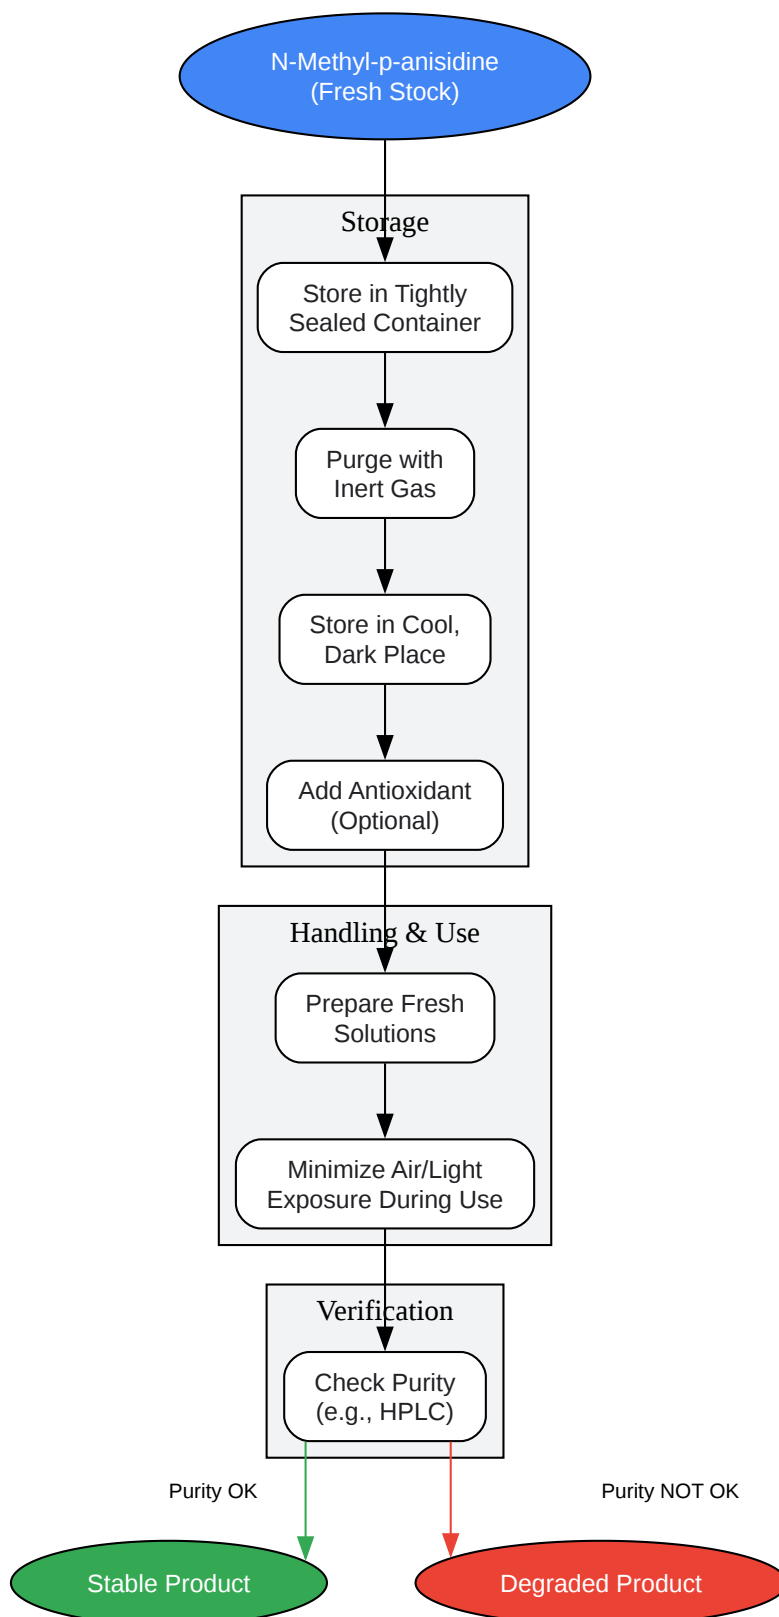 N-Methyl-p-anisidine
(Fresh Stock)
Storage
Store in Tightly
Sealed Container
Purge with
Inert Gas
Store in Cool,
Dark Place
Add Antioxidant
(Optional)
Handling & Use
Prepare Fresh
Solutions
Minimize Air/Light
Exposure During Use
Verification
Check Purity
(e.g., HPLC)
Purity OK
Purity NOT OK
Stable Product
Degraded Product